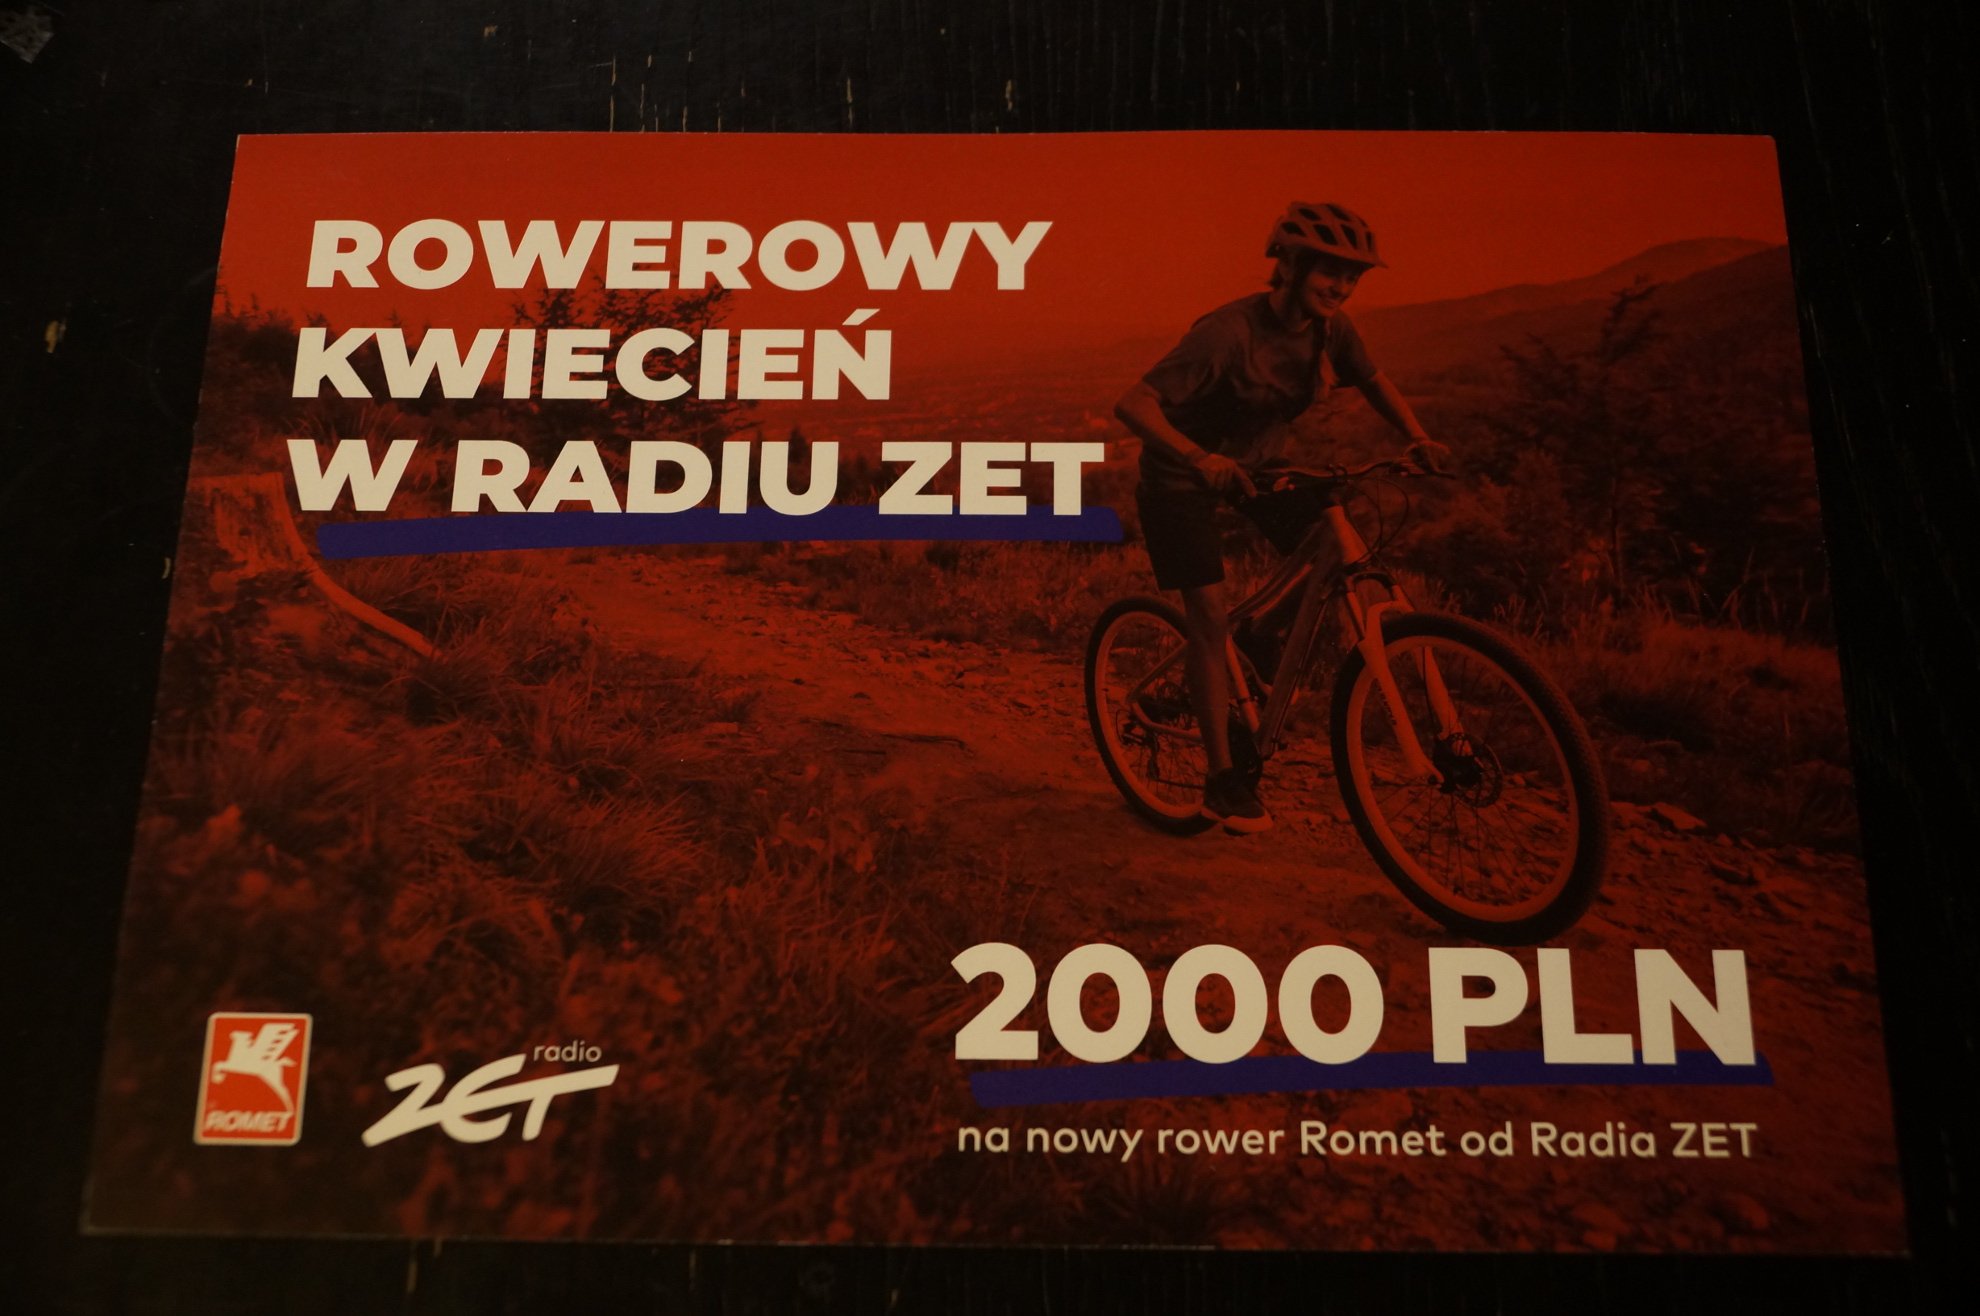 ROWEROWY
KWIECIEŃ
W RADIU ZET
2000 PLN
na nowy rower Romet od Radia ZET
ROMET
radio
ZET